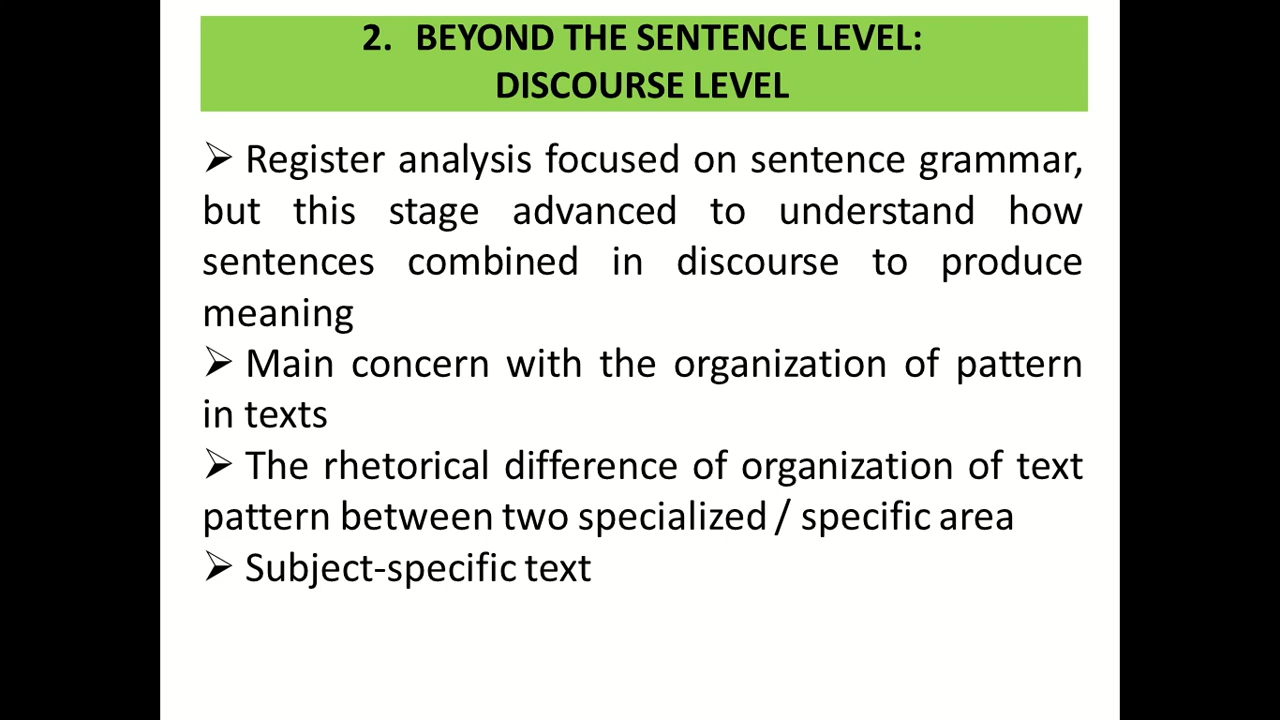 2. BEYOND THE SENTENCE LEVEL:
DISCOURSE LEVEL
➢ Register analysis focused on sentence grammar,
but this stage advanced to understand how
sentences combined in discourse to produce
meaning
➢ Main concern with the organization of pattern
in texts
➢ The rhetorical difference of organization of text
pattern between two specialized / specific area
➢ Subject-specific text